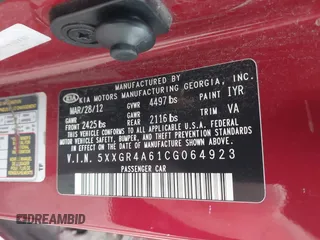 MANUFACTURED BY
KIA KIA MOTORS MANUFACTURING GEORGIA, INC.
MAR/28/12 GVWR 4497 lbs PAINT IYR
GAWR FRONT 2425 lbs GAWR REAR 2116 lbs TRIM VA
THIS VEHICLE CONFORMS TO ALL APPLICABLE U.S. FEDERAL MOTOR VEHICLE SAFETY, BUMPER, AND THEFT PREVENTION STANDARDS IN EFFECT ON THE DATE OF MANUFACTURE SHOWN ABOVE.
V.I.N. 5XXGR4A61CG064923
PASSENGER CAR
DREAMBID